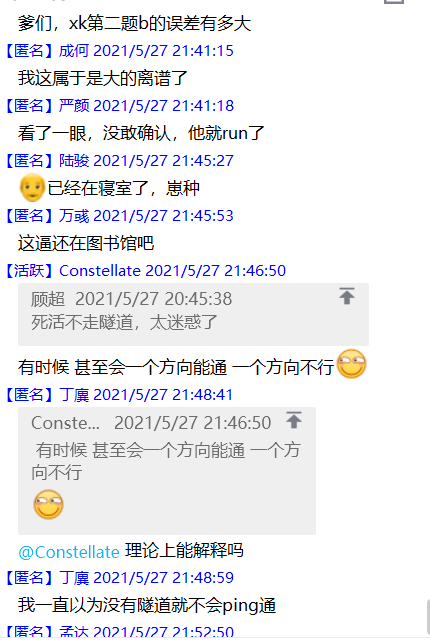 爹们，xk第二题b的误差有多大
【匿名】成何 2021/5/27 21:41:15
我这属于是大的离谱了
【匿名】严颜 2021/5/27 21:41:18
看了一眼，没敢确认，他就run了
【匿名】陆骏 2021/5/27 21:45:27
已经在寝室了，崽种
【匿名】万彧 2021/5/27 21:45:53
这逼还在图书馆吧
【活跃】Constellate 2021/5/27 21:46:50
顾超 2021/5/27 20:45:38
死活不走隧道，太迷惑了
有时候 甚至会一个方向能通 一个方向不行
【匿名】丁廙 2021/5/27 21:48:41
Conste... 2021/5/27 21:46:50
有时候 甚至会一个方向能通 一个方
向不行
@Constellate 理论上能解释吗
【匿名】丁廙 2021/5/27 21:48:59
我一直以为没有隧道就不会ping通
【匿名】孟达 2021/5/27 21:52:50